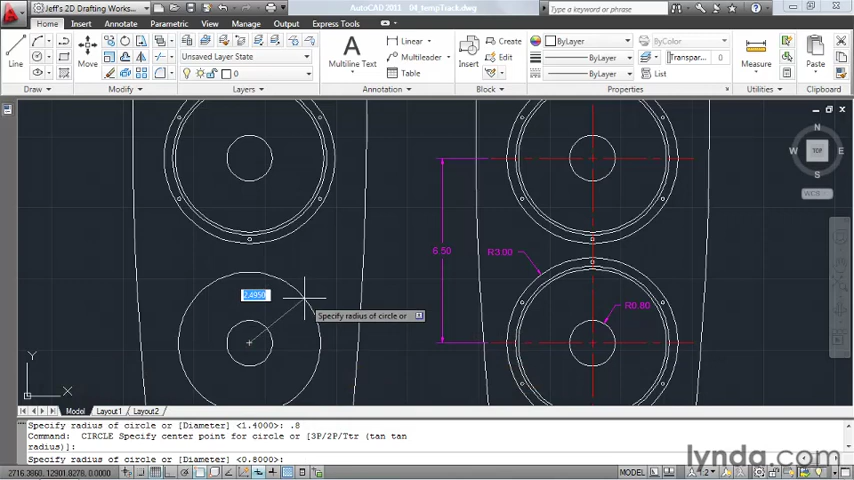 Jeff's 2D Drafting Works... AutoCAD 2011 04_tempTrack.dwg Type a keyword or phrase
Home Insert Annotate Parametric View Manage Output Express Tools
Line Move Unsaved Layer State Multiline Text Linear Multileader Table Insert Create Edit ByLayer ByLayer ByLayer ByColor Transpar... 0 List Measure Paste
0
Draw Modify Layers Annotation Block Properties Utilities Clipboard
N
W TOP E
S
WCS
6.50
R3.00
R0.80
2.4950
Specify radius of circle or
Y
X
Model Layout1 Layout2
Specify radius of circle or [Diameter] <1.4000>: .8
Command: CIRCLE Specify center point for circle or [3P/2P/Ttr (tan tan
radius)]:
Specify radius of circle or [Diameter] <0.8000>:
2716.3860, 12901.8278, 0.0000 MODEL 1:2
lynda.com